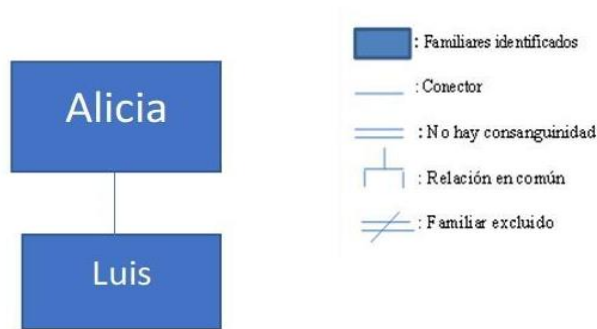 Alicia
Luis
: Familiares identificados
: Conector
: No hay consanguinidad
: Relación en común
: Familiar excluido